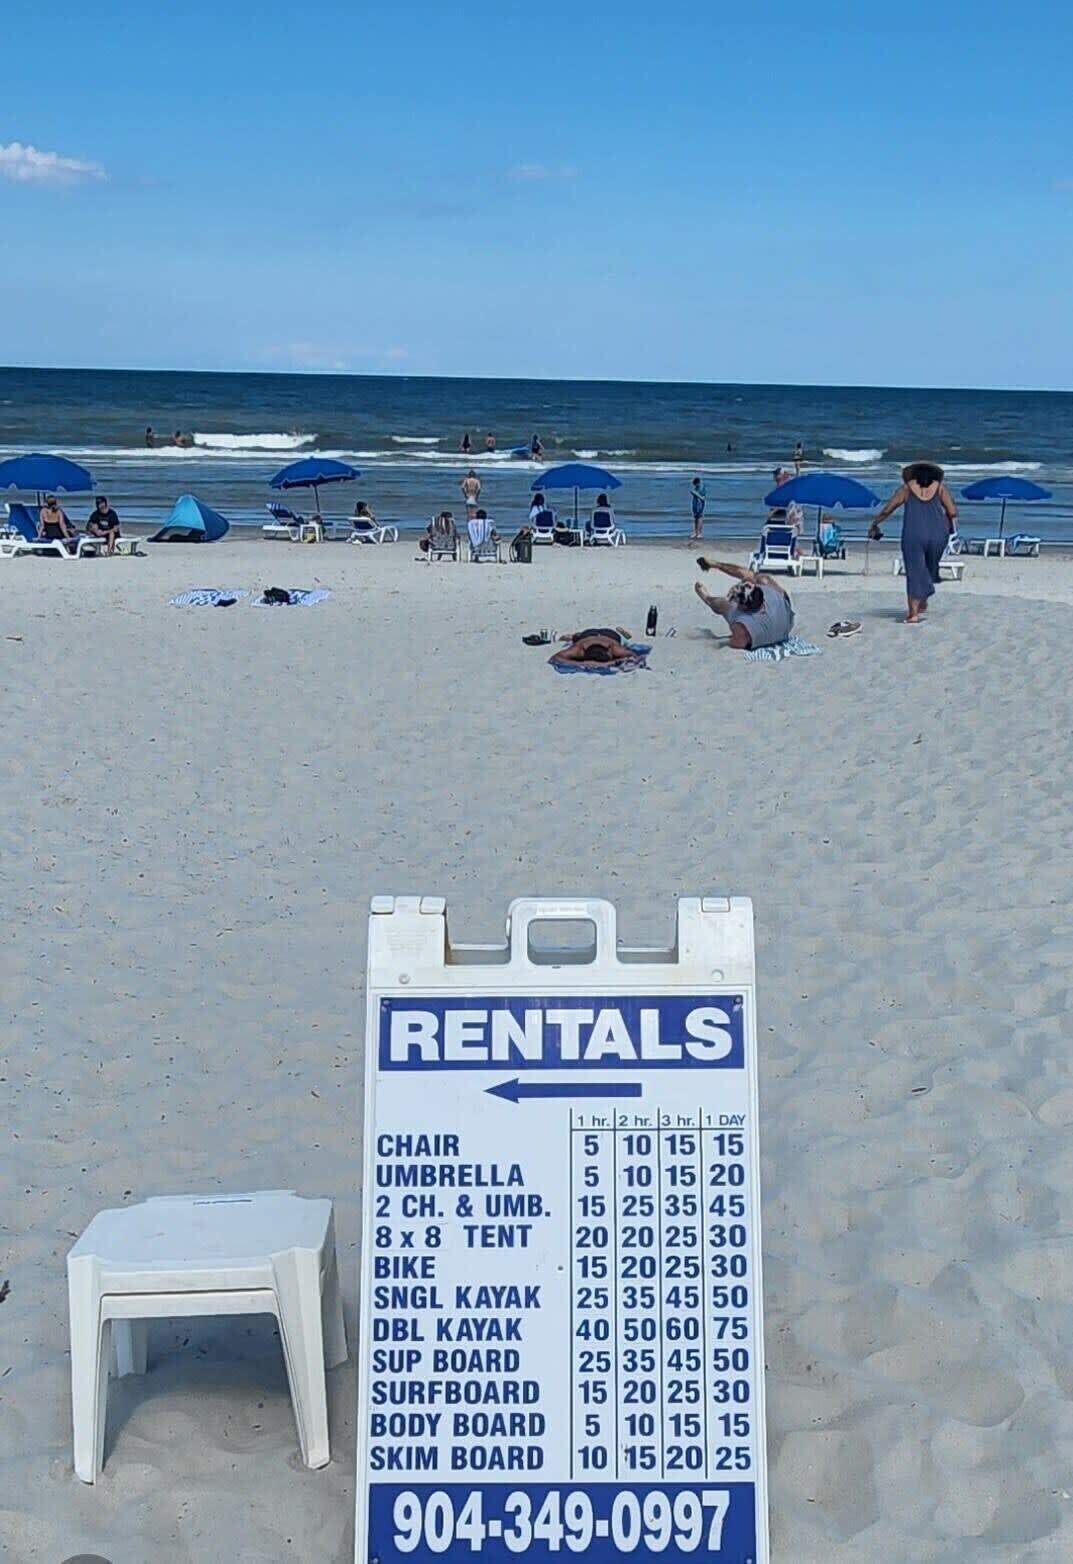 RENTALS
1 hr. 2 hr. 3 hr. 1 DAY
CHAIR 5 10 15 15
UMBRELLA 5 10 15 20
2 CH. & UMB. 15 25 35 45
8 x 8 TENT 20 20 25 30
BIKE 15 20 25 30
SNGL KAYAK 25 35 45 50
DBL KAYAK 40 50 60 75
SUP BOARD 25 35 45 50
SURFBOARD 15 20 25 30
BODY BOARD 5 10 15 15
SKIM BOARD 10 15 20 25
904-349-0997